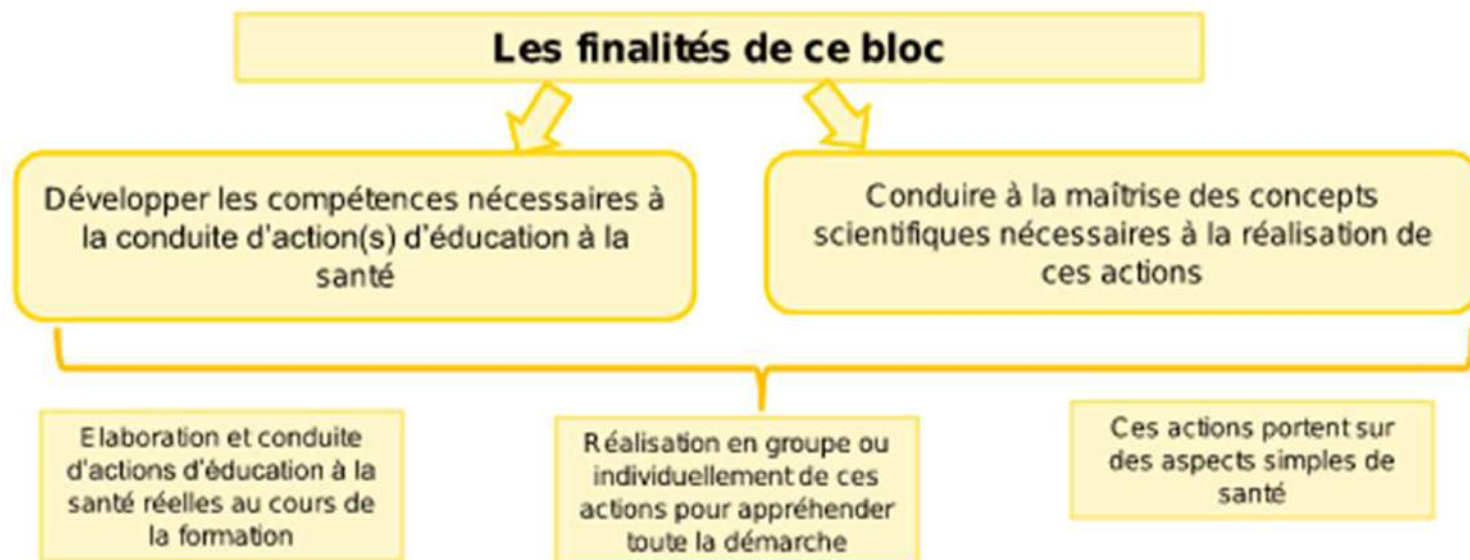 Les finalités de ce bloc
Développer les compétences nécessaires à
la conduite d'action(s) d'éducation à la
santé
Conduire à la maîtrise des concepts
scientifiques nécessaires à la réalisation de
ces actions
Elaboration et conduite
d'actions d'éducation à la
santé réelles au cours de
la formation
Réalisation en groupe ou
individuellement de ces
actions pour appréhender
toute la démarche
Ces actions portent sur
des aspects simples de
santé